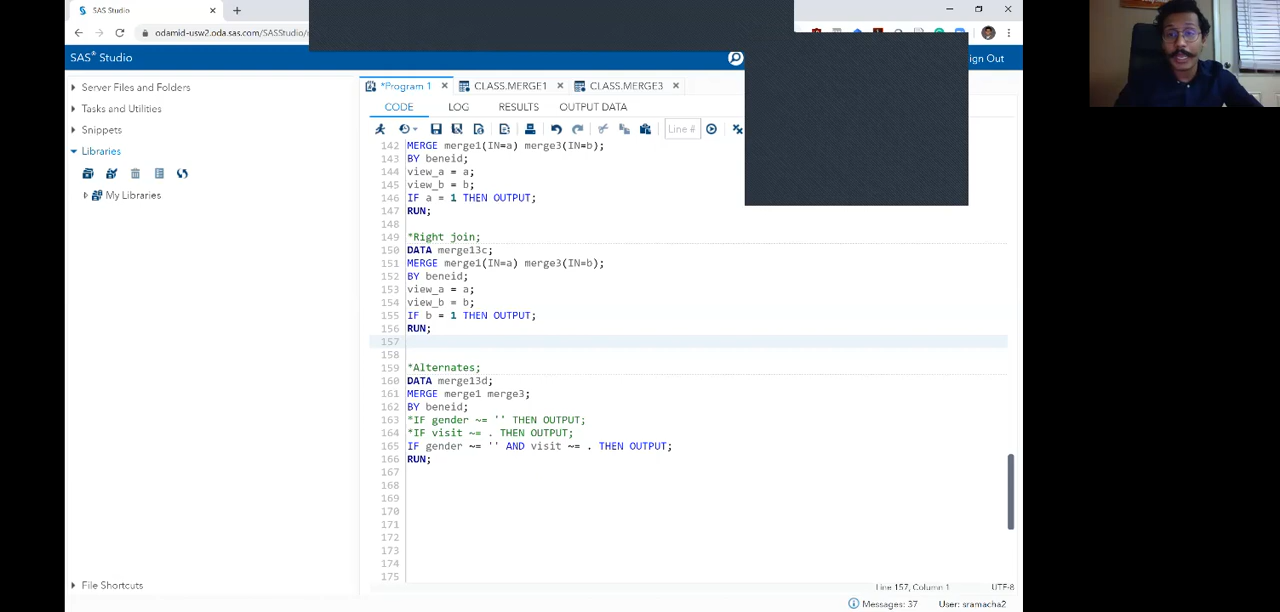 SAS Studio
odamid-usw2.oda.sas.com/SASStudio/
SAS® Studio
Sign Out
Server Files and Folders
Tasks and Utilities
Snippets
Libraries
My Libraries
File Shortcuts
*Program 1
CLASS.MERGE1
CLASS.MERGE3
CODE
LOG
RESULTS
OUTPUT DATA
Line #
142 MERGE merge1(IN=a) merge3(IN=b);
143 BY beneid;
144 view_a = a;
145 view_b = b;
146 IF a = 1 THEN OUTPUT;
147 RUN;
148
149 *Right join;
150 DATA merge13c;
151 MERGE merge1(IN=a) merge3(IN=b);
152 BY beneid;
153 view_a = a;
154 view_b = b;
155 IF b = 1 THEN OUTPUT;
156 RUN;
157
158
159 *Alternates;
160 DATA merge13d;
161 MERGE merge1 merge3;
162 BY beneid;
163 *IF gender ~= '' THEN OUTPUT;
164 *IF visit ~= . THEN OUTPUT;
165 IF gender ~= '' AND visit ~= . THEN OUTPUT;
166 RUN;
167
168
169
170
171
172
173
174
175
Line 157, Column 1
UTF-8
Messages: 37
User: sramacha2